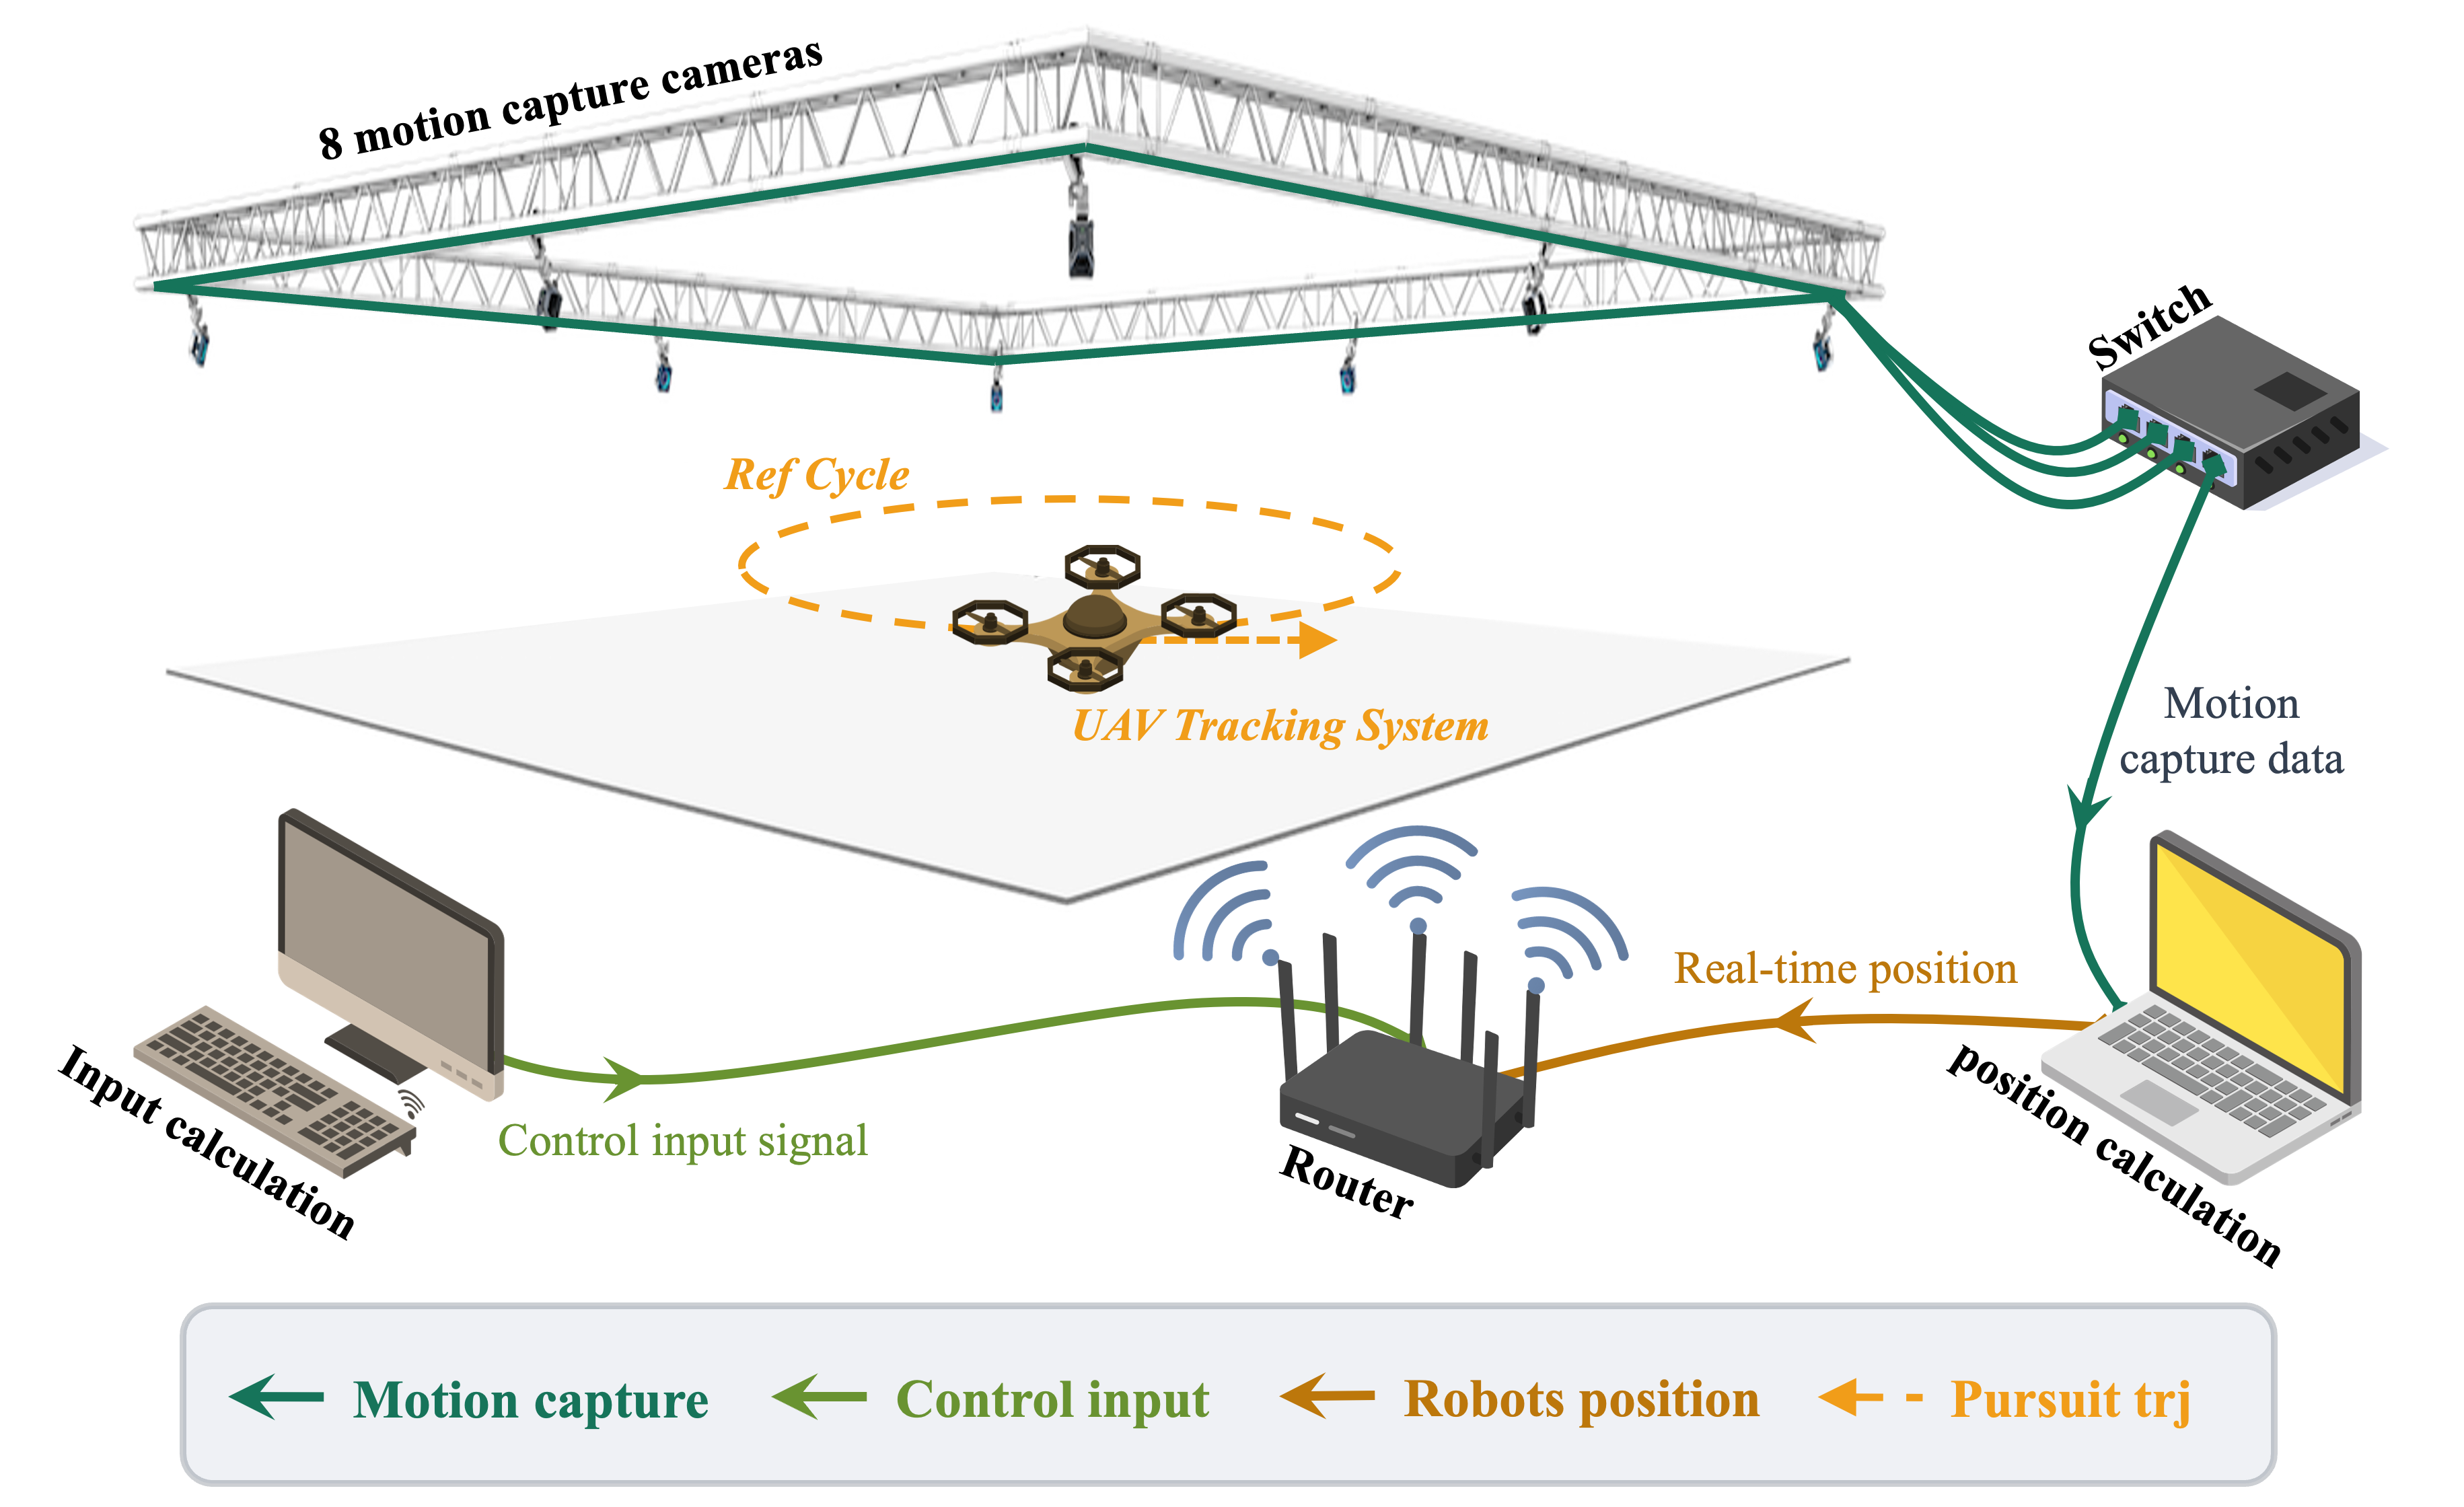 8 motion capture cameras
Switch
Ref Cycle
UAV Tracking System
Motion
capture data
Real-time position
Input calculation
Control input signal
Router
position calculation
Motion capture
Control input
Robots position
Pursuit trj